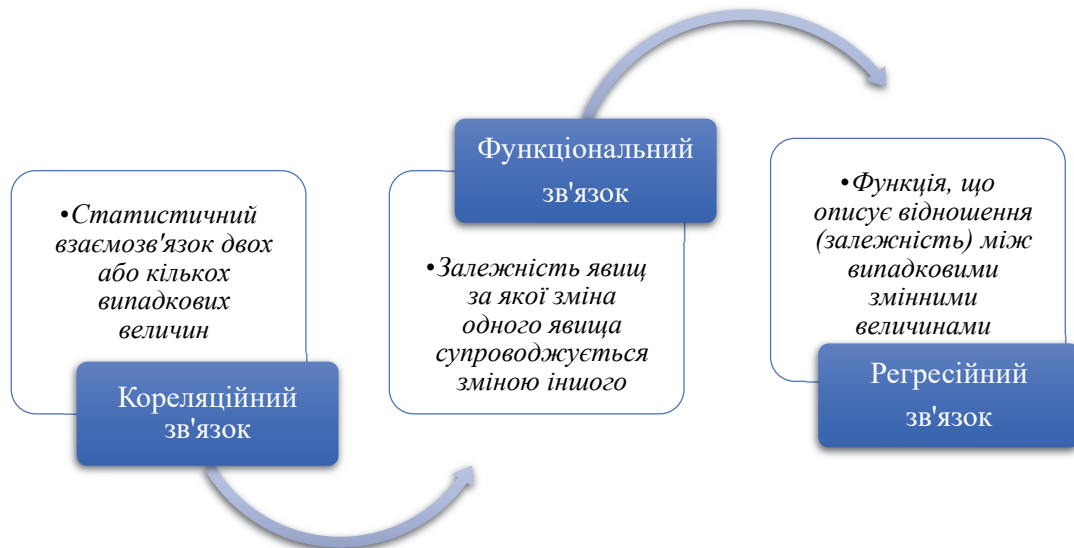 •Статистичний
взаємозв'язок двох
або кількох
випадкових
величин
Кореляційний
зв'язок
Функціональний
зв'язок
•Залежність явищ
за якої зміна
одного явища
супроводжується
зміною іншого
•Функція, що
описує відношення
(залежність) між
випадковими
змінними
величинами
Регресійний
зв'язок